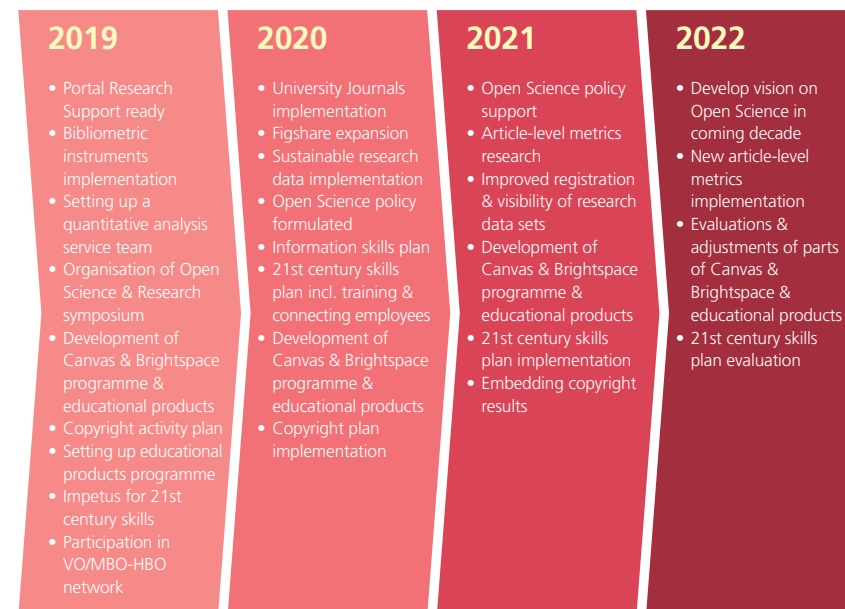 2019
• Portal Research
Support ready
• Bibliometric
instruments
implementation
• Setting up a
quantitative analysis
service team
• Organisation of Open
Science & Research
symposium
• Development of
Canvas & Brightspace
programme &
educational products
• Copyright activity plan
• Setting up educational
products programme
• Impetus for 21st
century skills
• Participation in
VO/MBO-HBO
network
2020
• University Journals
implementation
• Figshare expansion
• Sustainable research
data implementation
• Open Science policy
formulated
• Information skills plan
• 21st century skills
plan incl. training &
connecting employees
• Development of
Canvas & Brightspace
programme &
educational products
• Copyright plan
implementation
2021
• Open Science policy
support
• Article-level metrics
research
• Improved registration
& visibility of research
data sets
• Development of
Canvas & Brightspace
programme &
educational products
• 21st century skills
plan implementation
• Embedding copyright
results
2022
• Develop vision on
Open Science in
coming decade
• New article-level
metrics
implementation
• Evaluations &
adjustments of parts
of Canvas &
Brightspace &
educational products
• 21st century skills
plan evaluation